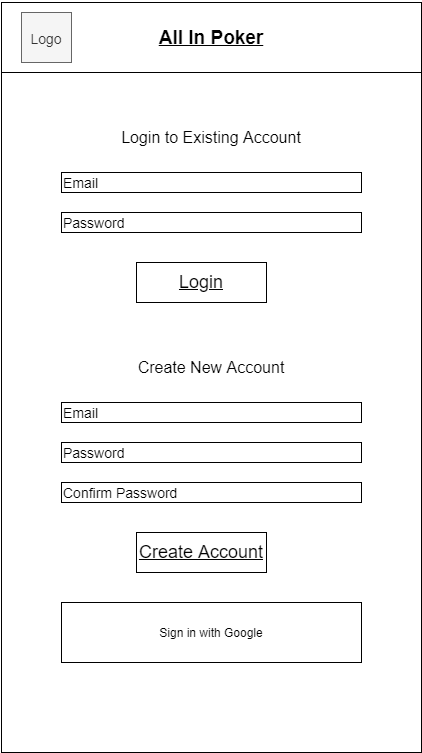 Logo
All In Poker
Login to Existing Account
Email
Password
Login
Create New Account
Email
Password
Confirm Password
Create Account
Sign in with Google